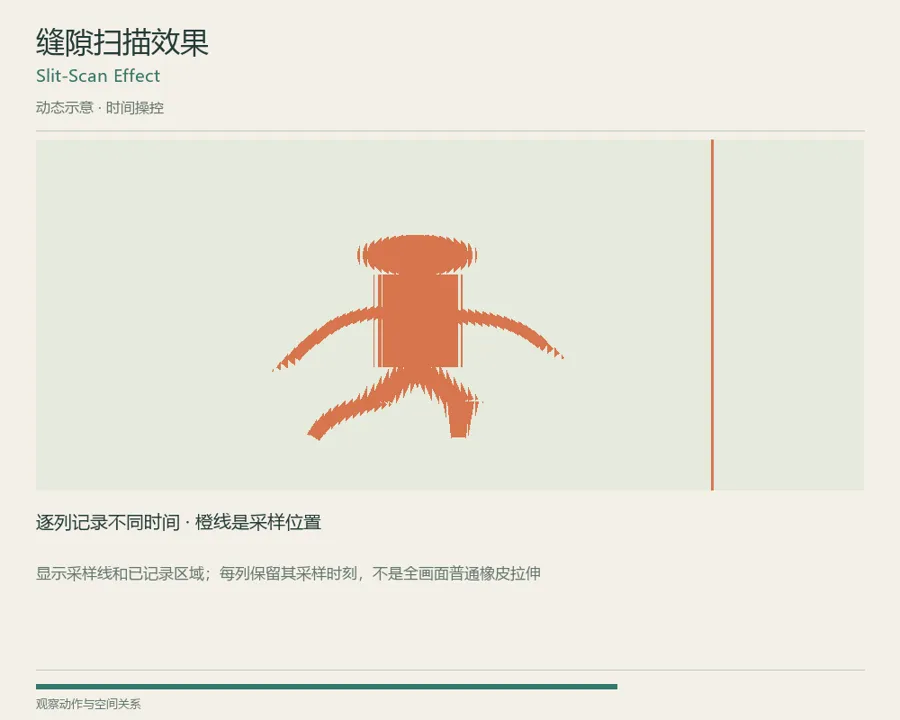 缝隙扫描效果
Slit-Scan Effect
动态示意 · 时间操控
逐列记录不同时间 · 橙线是采样位置
显示采样线和已记录区域；每列保留其采样时刻，不是全画面普通橡皮拉伸
观察动作与空间关系